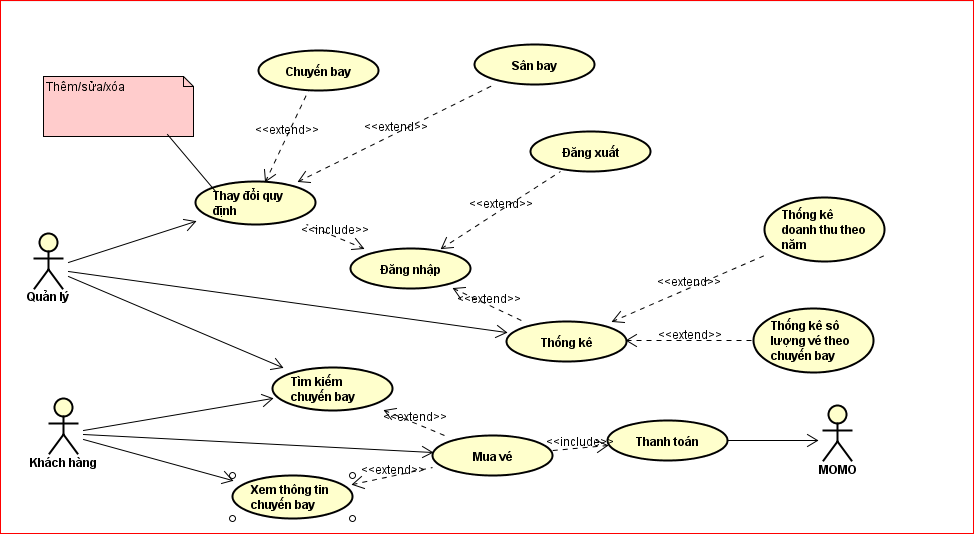 Chuyến bay
Sân bay
Thêm/sửa/xóa
<<extend>>
<<extend>>
Đăng xuất
Thay đổi quy
định
<<extend>>
Thống kê
doanh thu theo
năm
<<include>>
Đăng nhập
Quản lý
<<extend>>
<<extend>>
Thống kê
<<extend>>
Thống kê số
lượng vé theo
chuyến bay
Tìm kiếm
chuyến bay
<<extend>>
Khách hàng
Mua vé
<<include>>
Thanh toán
MOMO
<<extend>>
Xem thông tin
chuyến bay